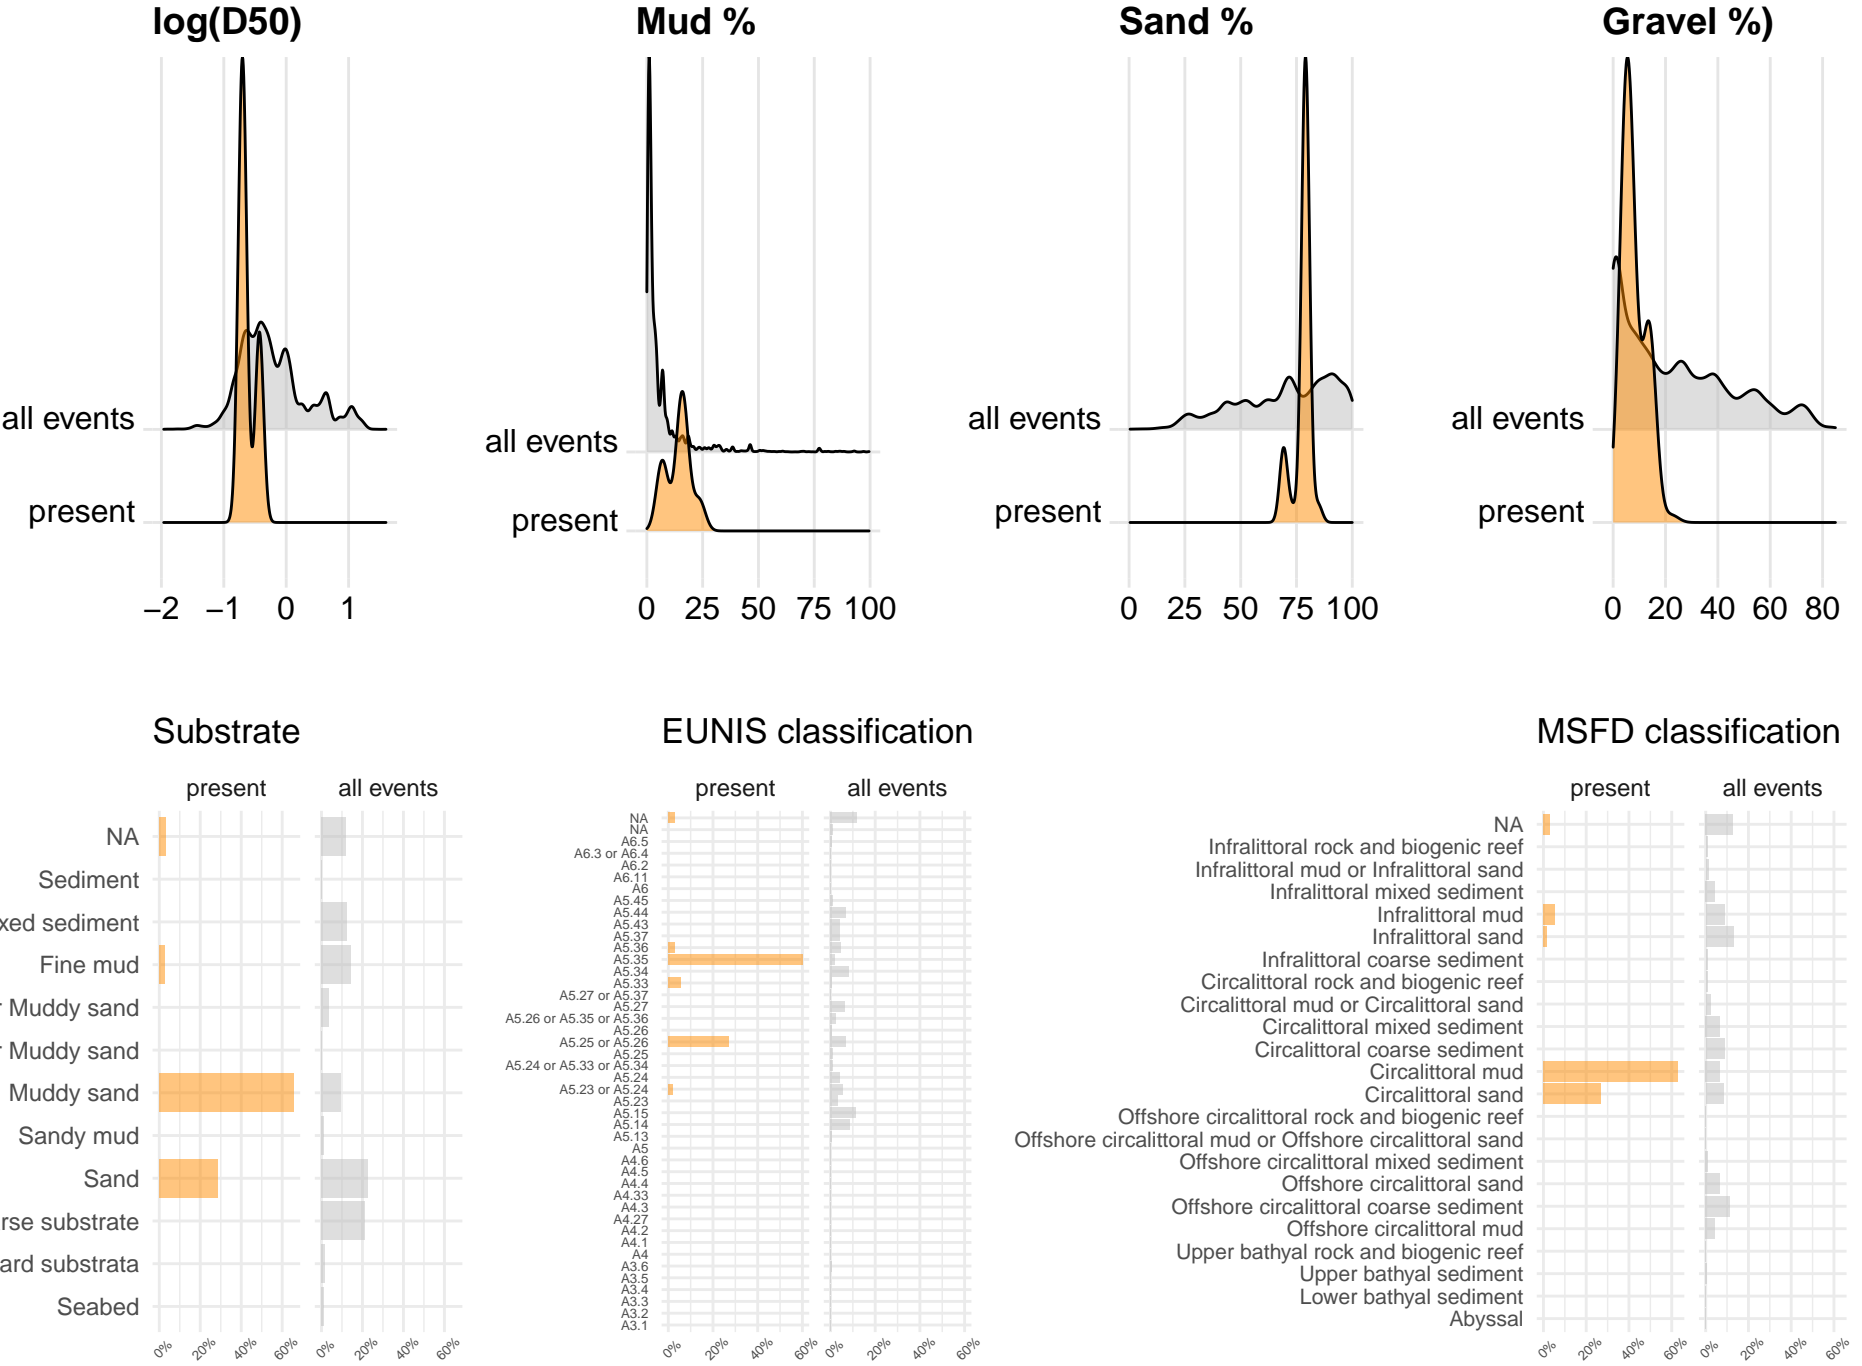 log(D50) Mud % Sand % Gravel %)
all events all events all events all events
present present present present
−2 −1 0 1 0 25 50 75 100 0 25 50 75 100 0 20 40 60 80
Substrate EUNIS classification MSFD classification
present all events present all events present all events
NA
Sediment
xed sediment
Fine mud
r Muddy sand
r Muddy sand
Muddy sand
Sandy mud
Sand
rse substrate
ard substrata
Seabed
0% 20% 40% 60% 0% 20% 40% 60%
NA
NA
A6.5
A6.3 or A6.4
A6.2
A6.11
A6
A5.45
A5.44
A5.43
A5.37
A5.36
A5.35
A5.34
A5.33
A5.27 or A5.37
A5.27
A5.26 or A5.35 or A5.36
A5.26
A5.25 or A5.26
A5.25
A5.24 or A5.33 or A5.34
A5.24
A5.23 or A5.24
A5.23
A5.15
A5.14
A5.13
A5
A4.6
A4.5
A4.4
A4.33
A4.3
A4.27
A4.2
A4.1
A4
A3.6
A3.5
A3.4
A3.3
A3.2
A3.1
0% 20% 40% 60% 0% 20% 40% 60%
NA
Infralittoral rock and biogenic reef
Infralittoral mud or Infralittoral sand
Infralittoral mixed sediment
Infralittoral mud
Infralittoral sand
Infralittoral coarse sediment
Circalittoral rock and biogenic reef
Circalittoral mud or Circalittoral sand
Circalittoral mixed sediment
Circalittoral coarse sediment
Circalittoral mud
Circalittoral sand
Offshore circalittoral rock and biogenic reef
Offshore circalittoral mud or Offshore circalittoral sand
Offshore circalittoral mixed sediment
Offshore circalittoral sand
Offshore circalittoral coarse sediment
Offshore circalittoral mud
Upper bathyal rock and biogenic reef
Upper bathyal sediment
Lower bathyal sediment
Abyssal
0% 20% 40% 60% 0% 20% 40% 60%